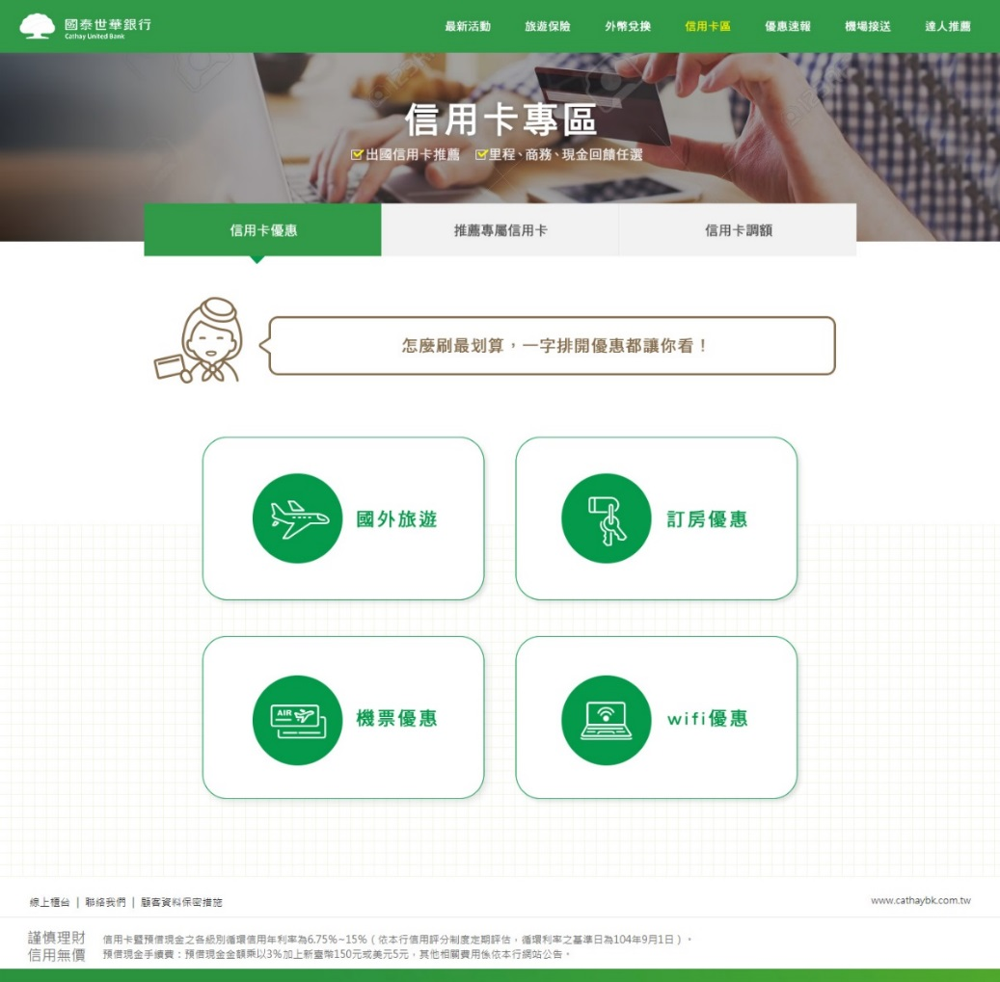 國泰世華銀行
Cathay United Bank
最新活動 旅遊保險 外幣兌換 信用卡區 優惠速報 機場接送 達人推薦
信用卡專區
出國信用卡推薦 里程、商務、現金回饋任選
信用卡優惠 推薦專屬信用卡 信用卡調額
怎麼刷最划算，一字排開優惠都讓你看！
國外旅遊 訂房優惠
AIR
機票優惠 wifi優惠
線上櫃台 | 聯絡我們 | 顧客資料保密措施 www.cathaybk.com.tw
謹慎理財 信用卡暨預借現金之各級別循環信用年利率為6.75%~15%（依本行信用評分制度定期評估，循環利率之基準日為104年9月1日）。
信用無價 預借現金手續費：預借現金金額乘以3%加上新臺幣150元或美元5元，其他相關費用係依本行網站公告。